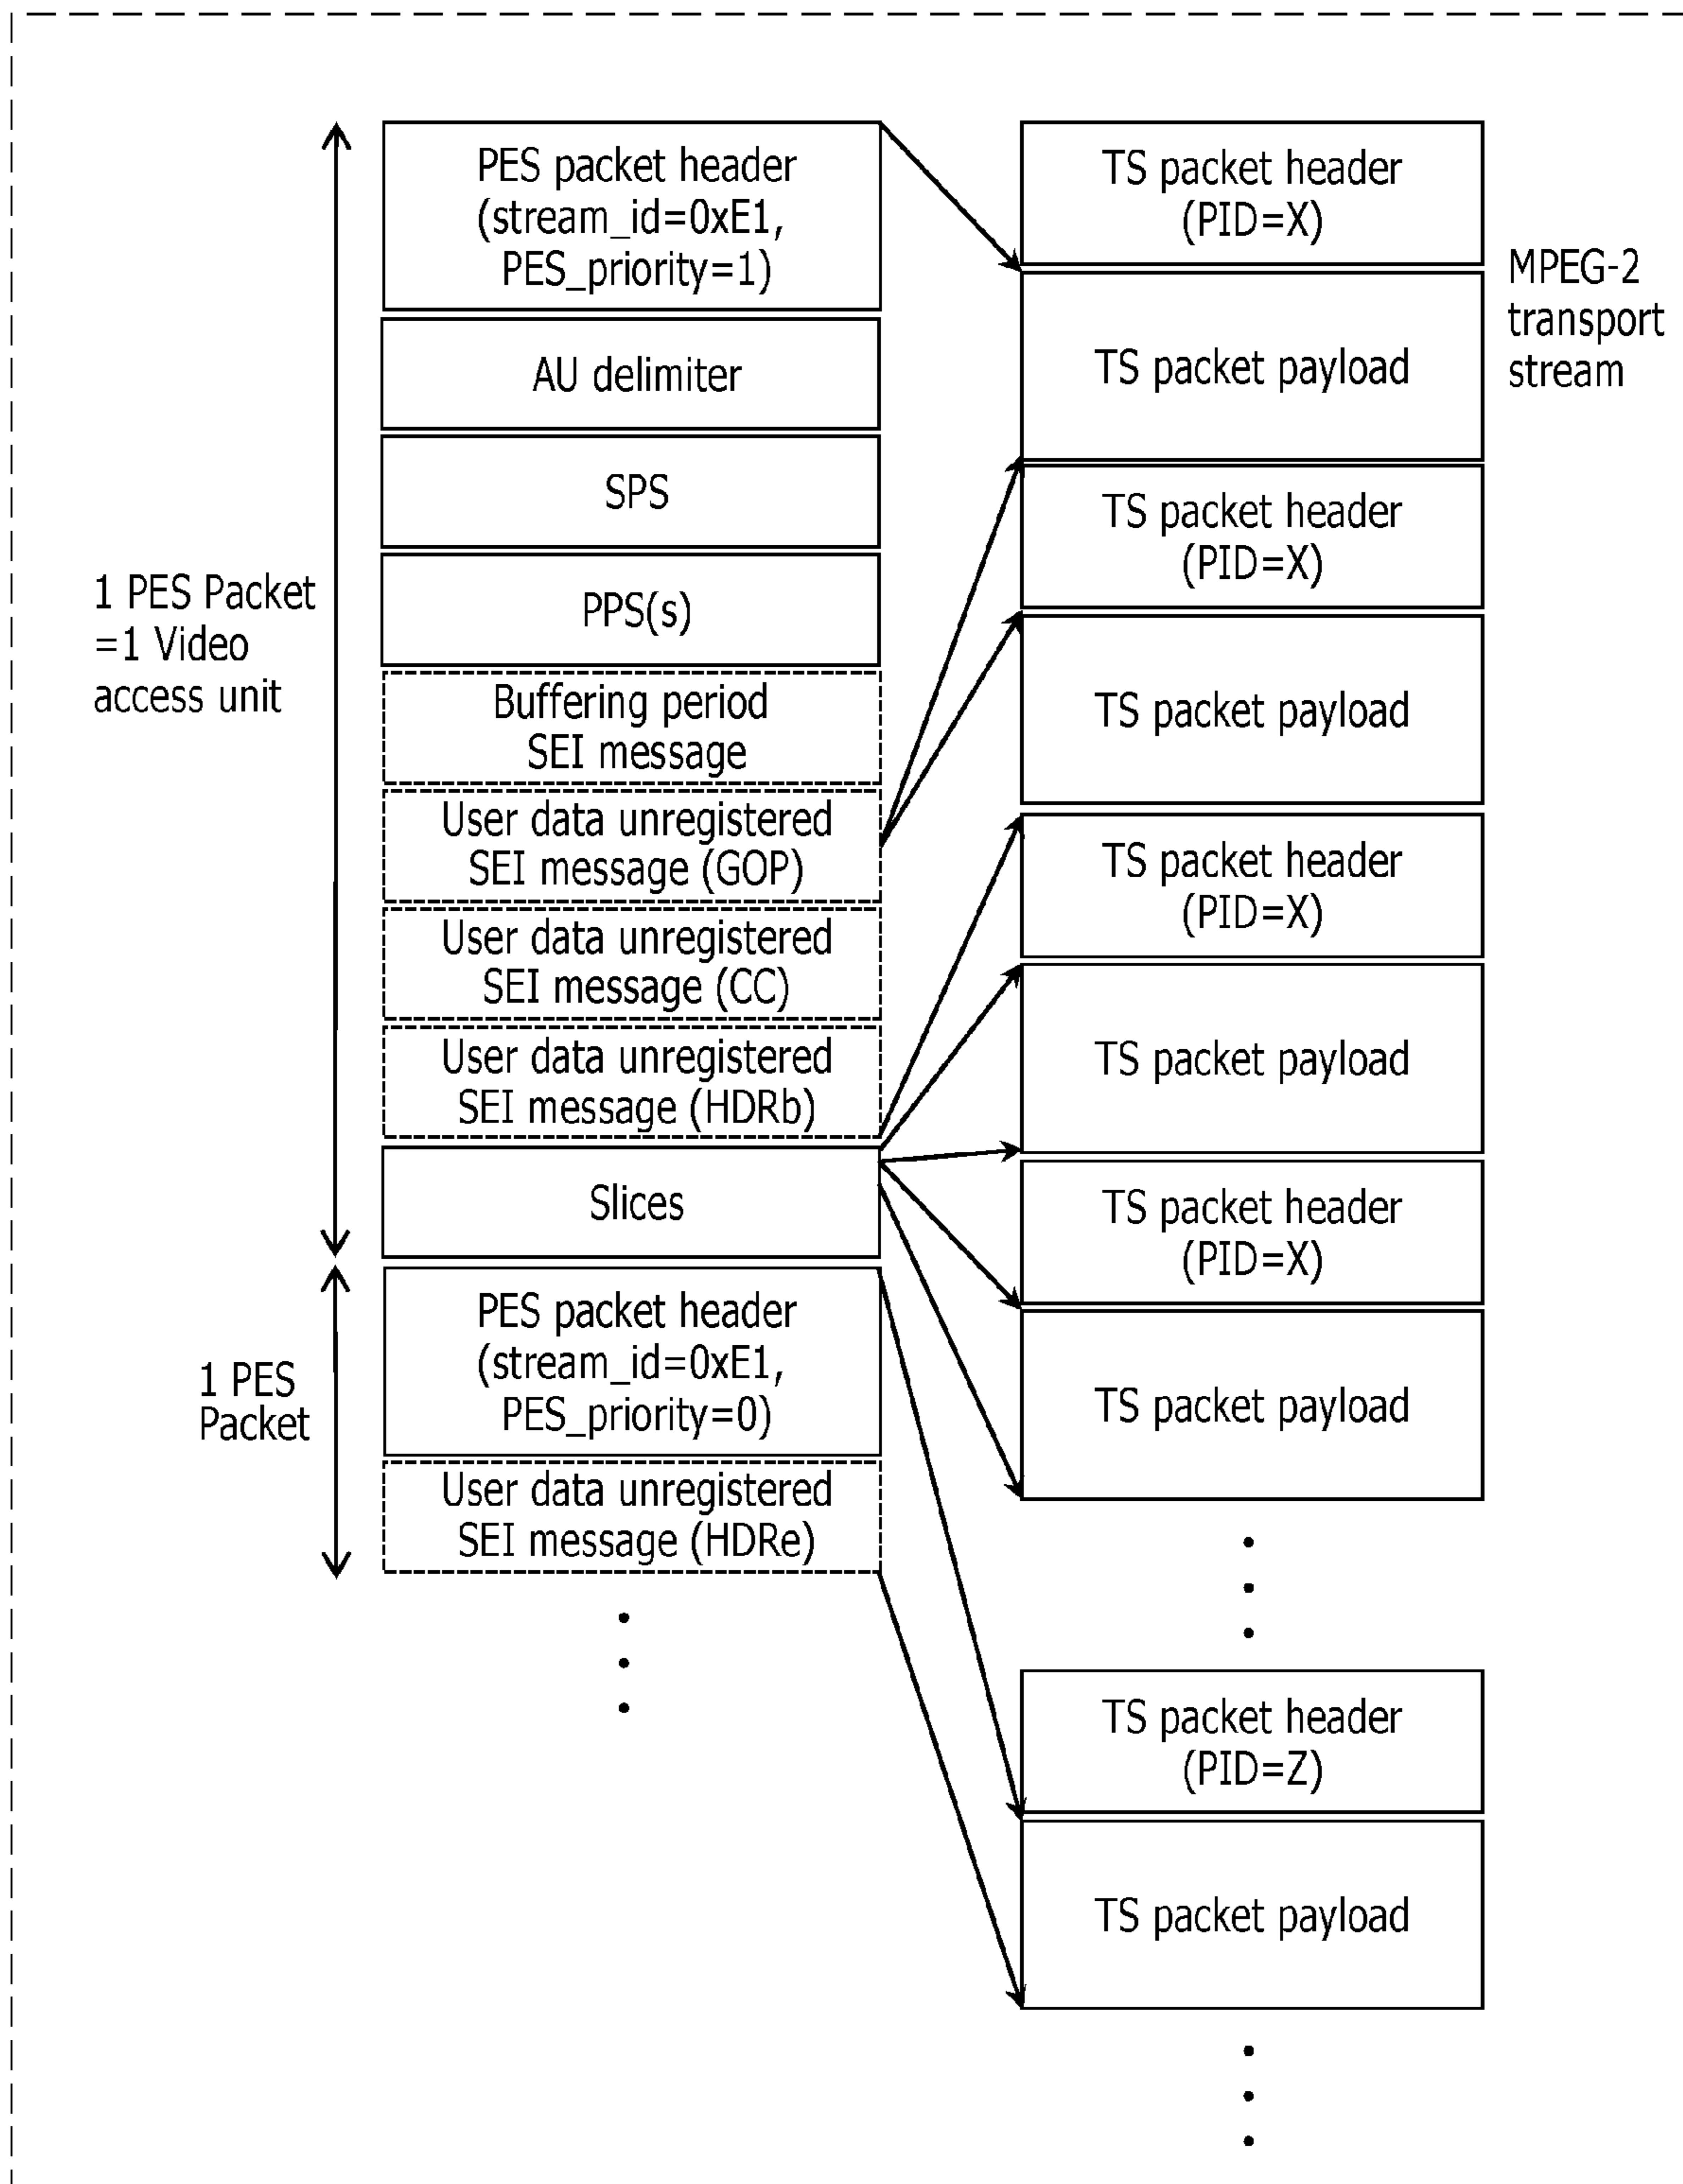 PES packet header
(stream_id=0xE1,
PES_priority=1)
AU delimiter
SPS
PPS(s)
1 PES Packet
=1 Video
access unit
Buffering period
SEI message
User data unregistered
SEI message (GOP)
User data unregistered
SEI message (CC)
User data unregistered
SEI message (HDRb)
Slices
PES packet header
(stream_id=0xE1,
PES_priority=0)
1 PES
Packet
User data unregistered
SEI message (HDRe)
TS packet header
(PID=X)
MPEG-2
transport
stream
TS packet payload
TS packet header
(PID=X)
TS packet payload
TS packet header
(PID=X)
TS packet payload
TS packet header
(PID=X)
TS packet payload
TS packet header
(PID=Z)
TS packet payload